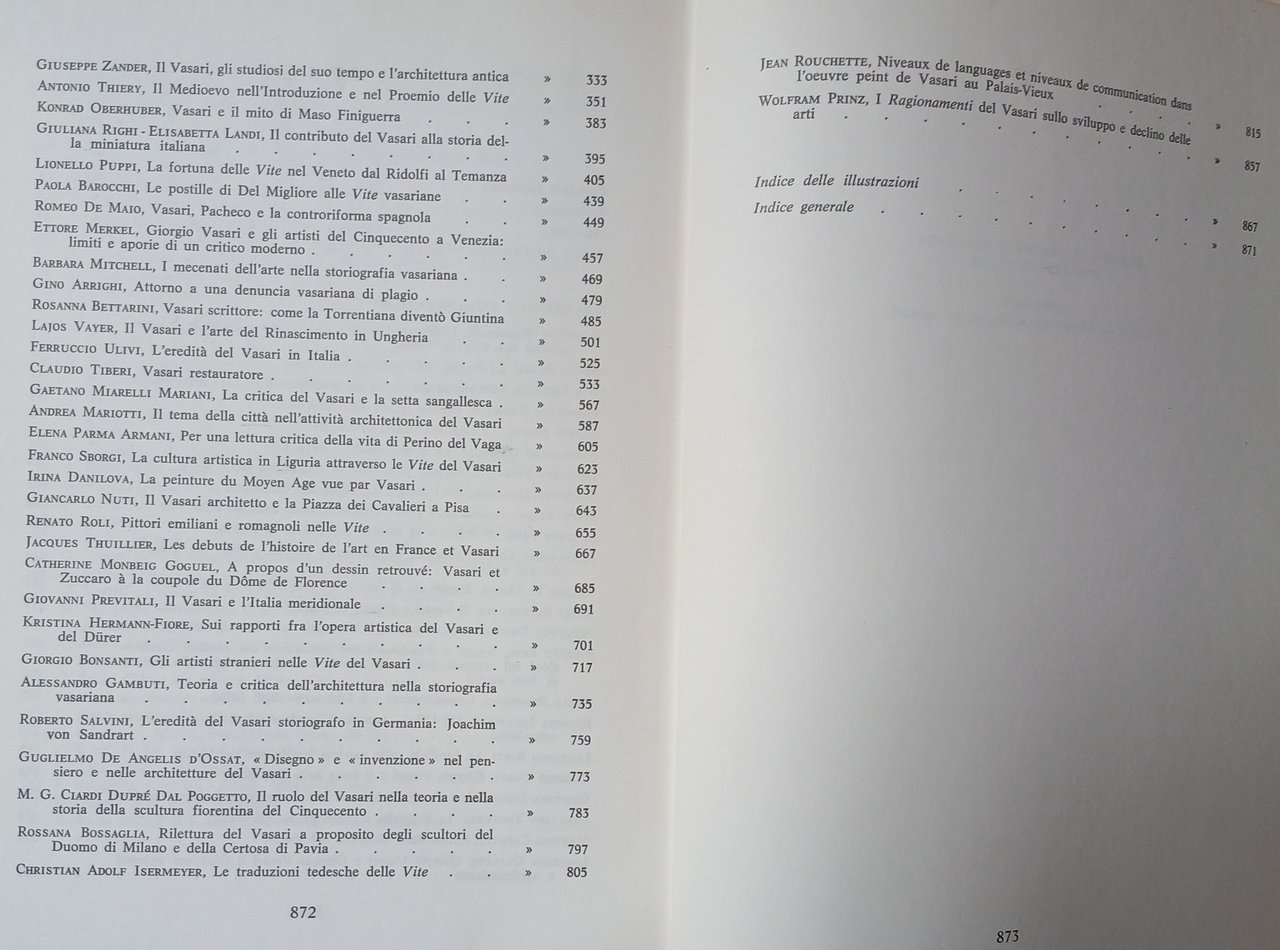 GIUSEPPE ZANDER, Il Vasari, gli studiosi del suo tempo e l'architettura antica » 333
ANTONIO THIERY, Il Medioevo nell'Introduzione e nel Proemio delle Vite » 351
KONRAD OBERHUBER, Vasari e il mito di Maso Finiguerra . . . » 383
GIULIANA RIGHI - ELISABETTA LANDI, Il contributo del Vasari alla storia del-
la miniatura italiana . . . . . . . . » 395
LIONELLO PUPPI, La fortuna delle Vite nel Veneto dal Ridolfi al Temanza » 405
PAOLA BAROCCHI, Le postille di Del Migliore alle Vite vasariane . . » 439
ROMEO DE MAIO, Vasari, Pacheco e la controriforma spagnola . . » 449
ETTORE MERKEL, Giorgio Vasari e gli artisti del Cinquecento a Venezia:
limiti e aporie di un critico moderno . . . . . . » 457
BARBARA MITCHELL, I mecenati dell'arte nella storiografia vasariana . . » 469
GINO ARRIGHI, Attorno a una denuncia vasariana di plagio . . . » 479
ROSANNA BETTARINI, Vasari scrittore: come la Torrentiana diventò Giuntina » 485
LAJOS VAYER, Il Vasari e l'arte del Rinascimento in Ungheria . . » 501
FERRUCCIO ULIVI, L'eredità del Vasari in Italia . . . . . » 525
CLAUDIO TIBERI, Vasari restauratore . . . . . . . » 533
GAETANO MIARELLI MARIANI, La critica del Vasari e la setta sangallesca . » 567
ANDREA MARIOTTI, Il tema della città nell'attività architettonica del Vasari » 587
ELENA PARMA ARMANI, Per una lettura critica della vita di Perino del Vaga » 605
FRANCO SBORGI, La cultura artistica in Liguria attraverso le Vite del Vasari » 623
IRINA DANILOVA, La peinture du Moyen Age vue par Vasari . . . » 637
GIANCARLO NUTI, Il Vasari architetto e la Piazza dei Cavalieri a Pisa . » 643
RENATO ROLI, Pittori emiliani e romagnoli nelle Vite . . . . » 655
JACQUES THUILLIER, Les debuts de l'histoire de l'art en France et Vasari » 667
CATHERINE MONBEIG GOGUEL, A propos d'un dessin retrouvé: Vasari et
Zuccaro à la coupole du Dôme de Florence . . . . » 685
GIOVANNI PREVITALI, Il Vasari e l'Italia meridionale . . . . » 691
KRISTINA HERMANN-FIORE, Sui rapporti fra l'opera artistica del Vasari e
del Dürer . . . . . . . . . . » 701
GIORGIO BONSANTI, Gli artisti stranieri nelle Vite del Vasari . . . » 717
ALESSANDRO GAMBUTI, Teoria e critica dell'architettura nella storiografia
vasariana . . . . . . . . . . » 735
ROBERTO SALVINI, L'eredità del Vasari storiografo in Germania: Joachim
von Sandrart . . . . . . . . . . » 759
GUGLIELMO DE ANGELIS D'OSSAT, « Disegno » e « invenzione » nel pen-
siero e nelle architetture del Vasari . . . . . . » 773
M. G. CIARDI DUPRÉ DAL POGGETTO, Il ruolo del Vasari nella teoria e nella
storia della scultura fiorentina del Cinquecento . . . . » 783
ROSSANA BOSSAGLIA, Rilettura del Vasari a proposito degli scultori del
Duomo di Milano e della Certosa di Pavia . . . . . » 797
CHRISTIAN ADOLF ISERMEYER, Le traduzioni tedesche delle Vite . . » 805
872
JEAN ROUCHETTE, Niveaux de languages et niveaux de communication dans
l'oeuvre peint de Vasari au Palais-Vieux . . . . » 815
WOLFRAM PRINZ, I Ragionamenti del Vasari sullo sviluppo e declino delle
arti . . . . . . . . . . » 857
Indice delle illustrazioni . . . . . . . » 867
Indice generale . . . . . . . . . » 871
873